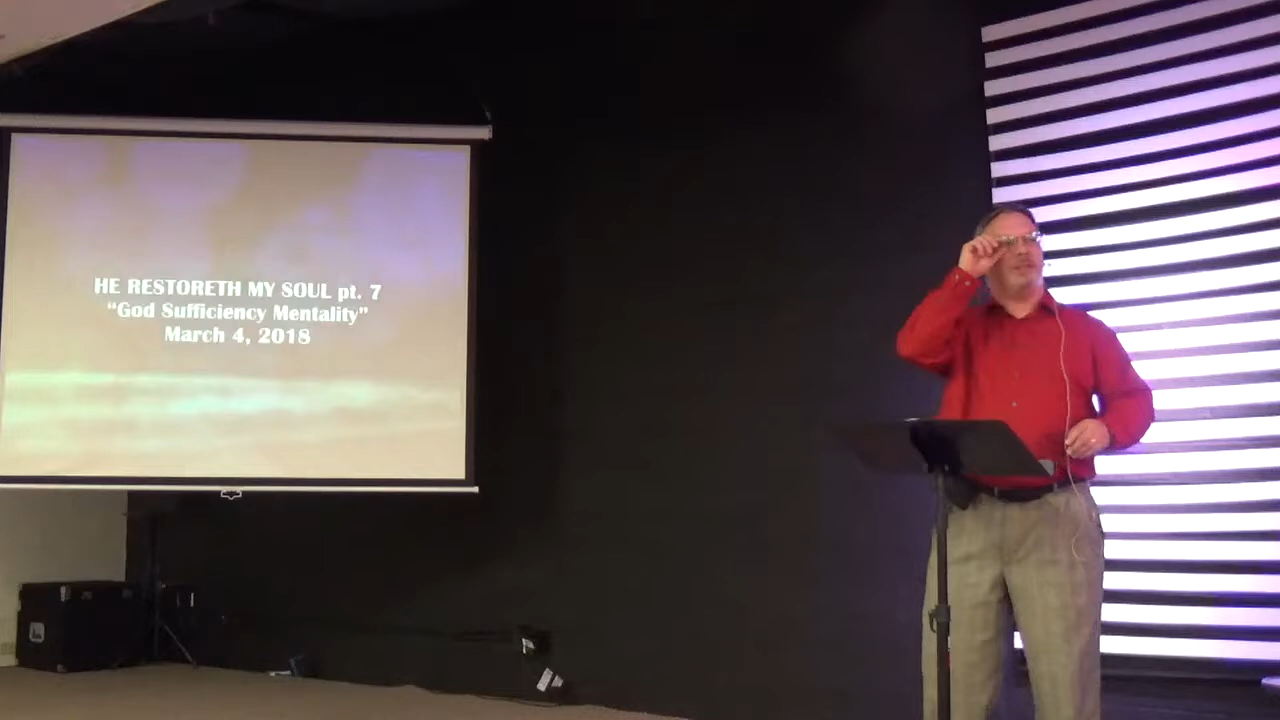 HE RESTORETH MY SOUL pt. 7
“God Sufficiency Mentality”
March 4, 2018